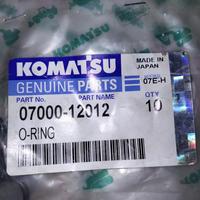 KOMATSU
GENUINE PARTS
MADE IN
JAPAN
07E-H
PART NO. PART NAME QTY
07000-12012 10
O-RING